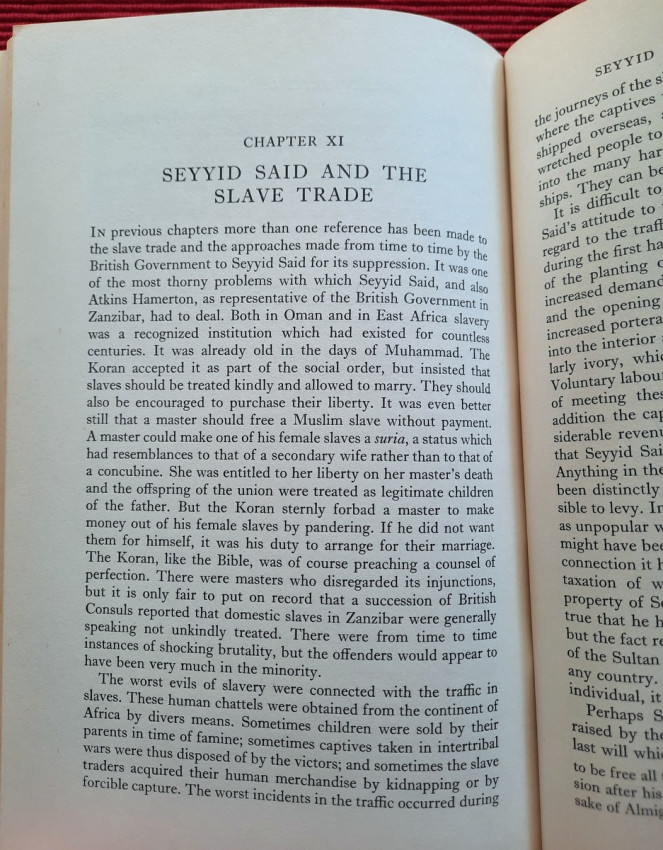 CHAPTER XI
SEYYID SAID AND THE
SLAVE TRADE
IN previous chapters more than one reference has been made to
the slave trade and the approaches made from time to time by the
British Government to Seyyid Said for its suppression. It was one
of the most thorny problems with which Seyyid Said, and also
Atkins Hamerton, as representative of the British Government in
Zanzibar, had to deal. Both in Oman and in East Africa slavery
was a recognized institution which had existed for countless
centuries. It was already old in the days of Muhammad. The
Koran accepted it as part of the social order, but insisted that
slaves should be treated kindly and allowed to marry. They should
also be encouraged to purchase their liberty. It was even better
still that a master should free a Muslim slave without payment.
A master could make one of his female slaves a suria, a status which
had resemblances to that of a secondary wife rather than to that of
a concubine. She was entitled to her liberty on her master's death
and the offspring of the union were treated as legitimate children
of the father. But the Koran sternly forbad a master to make
money out of his female slaves by pandering. If he did not want
them for himself, it was his duty to arrange for their marriage.
The Koran, like the Bible, was of course preaching a counsel of
perfection. There were masters who disregarded its injunctions,
but it is only fair to put on record that a succession of British
Consuls reported that domestic slaves in Zanzibar were generally
speaking not unkindly treated. There were from time to time
instances of shocking brutality, but the offenders would appear to
have been very much in the minority.
The worst evils of slavery were connected with the traffic in
slaves. These human chattels were obtained from the continent of
Africa by divers means. Sometimes children were sold by their
parents in time of famine; sometimes captives taken in intertribal
wars were thus disposed of by the victors; and sometimes the slave
traders acquired their human merchandise by kidnapping or by
forcible capture. The worst incidents in the traffic occurred during
SEYYID
the journeys of the s
where the captives
shipped overseas,
wretched people to
into the many har
ships. They can be
It is difficult to
Said's attitude to
regard to the traff
during the first ha
of the planting o
increased demand
and the opening
increased portera
into the interior
larly ivory, whic
Voluntary labou
of meeting thes
addition the cap
siderable revenu
that Seyyid Sai
Anything in the
been distinctly
sible to levy. In
as unpopular w
might have bee
connection it h
taxation of w
property of Se
true that he h
but the fact re
of the Sultan
any country.
individual, it
Perhaps S
raised by the
last will whic
to be free all
sion after his
sake of Almig